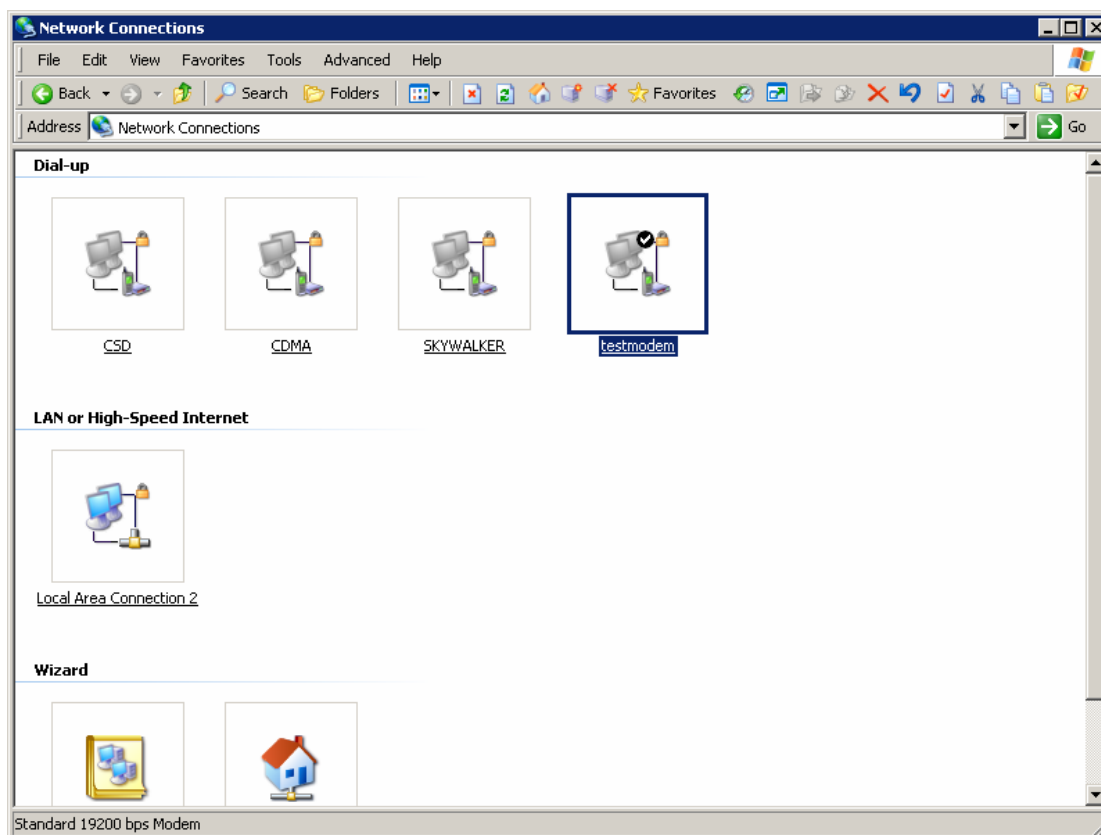 Network Connections
File Edit View Favorites Tools Advanced Help
Back Search Folders Favorites
Address Network Connections Go
Dial-up
CSD CDMA SKYWALKER testmodem
LAN or High-Speed Internet
Local Area Connection 2
Wizard
Standard 19200 bps Modem